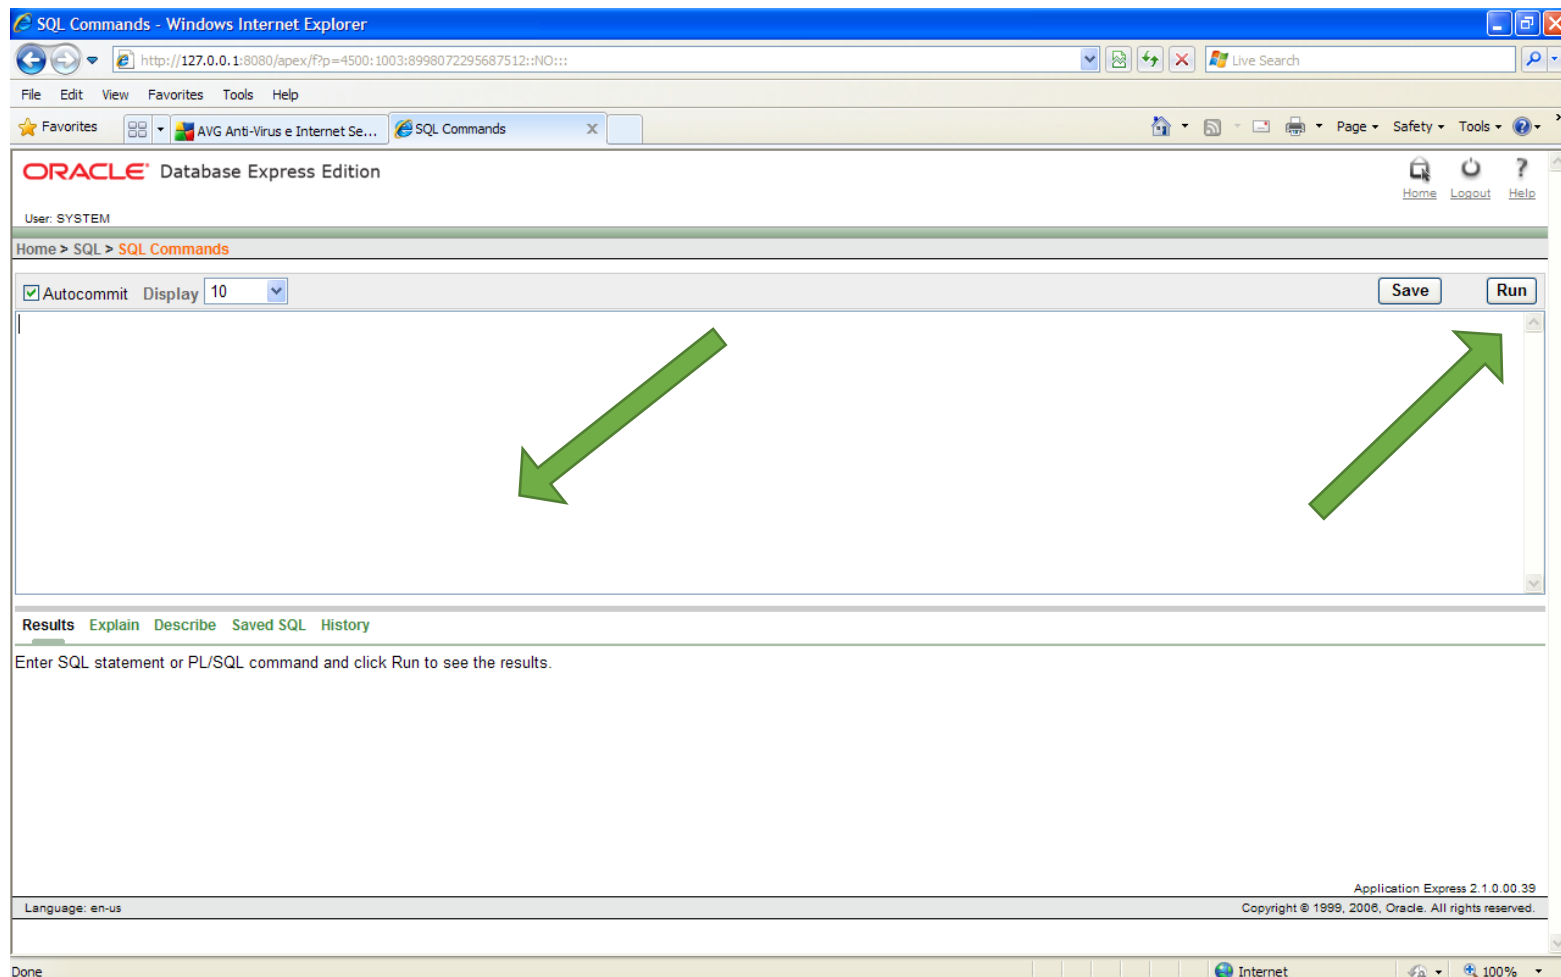 SQL Commands - Windows Internet Explorer
http://127.0.0.1:8080/apex/f?p=4500:1003:8998072295687512::NO:::
Live Search
File Edit View Favorites Tools Help
Favorites AVG Anti-Virus e Internet Se... SQL Commands X Page Safety Tools
ORACLE Database Express Edition
Home Logout Help
User: SYSTEM
Home > SQL > SQL Commands
Autocommit Display 10 Save Run
Results Explain Describe Saved SQL History
Enter SQL statement or PL/SQL command and click Run to see the results.
Application Express 2.1.0.00.39
Language: en-us Copyright © 1999, 2006, Oracle. All rights reserved.
Done Internet 100%